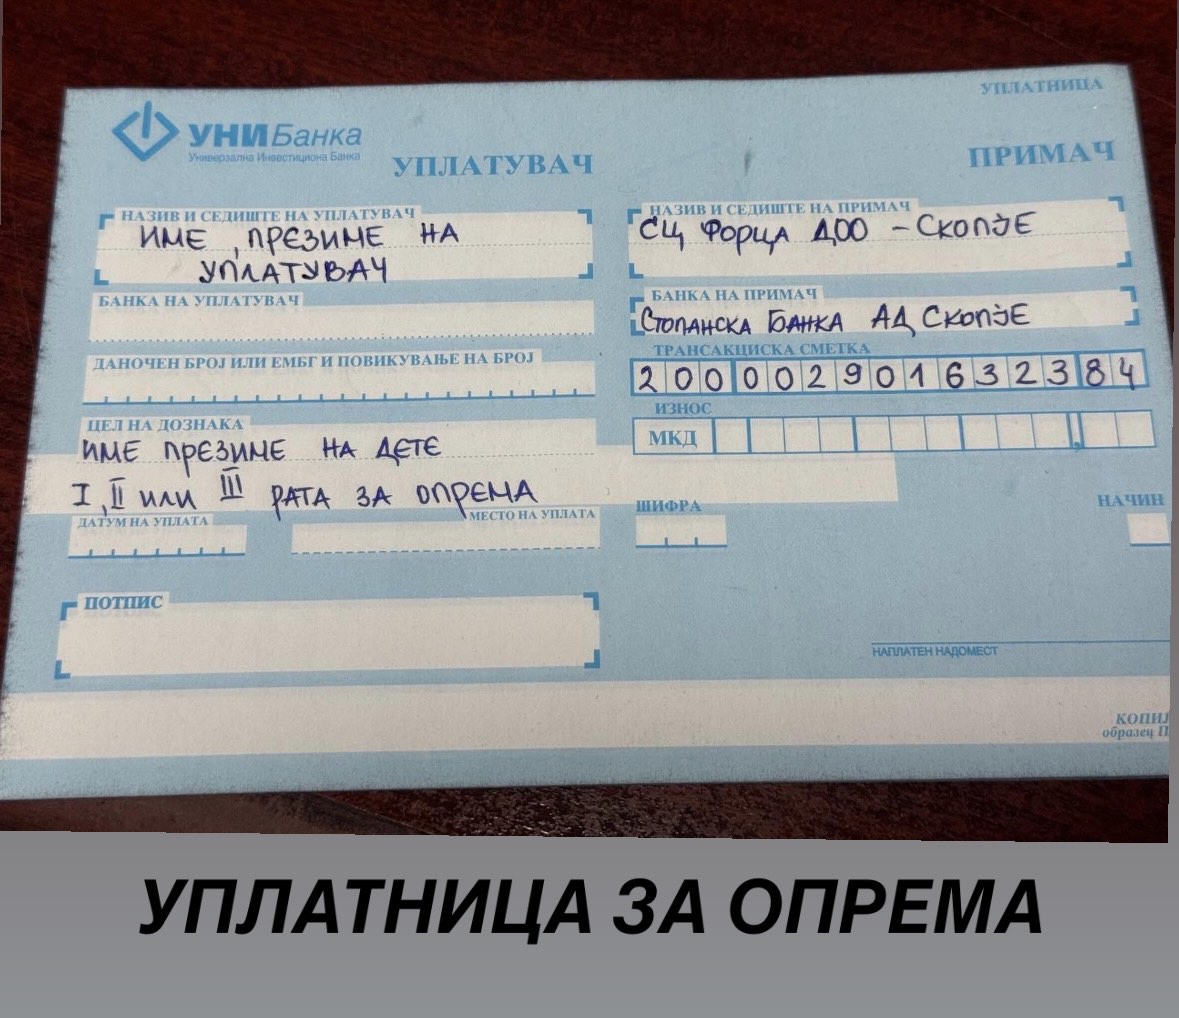 УПЛАТНИЦА
УНИБанка
Универзална Инвестициона Банка
УПЛАТУВАЧ
ПРИМАЧ
НАЗИВ И СЕДИШТЕ НА УПЛАТУВАЧ
ИМЕ, ПРЕЗИМЕ НА
УПЛАТУВАЧ
БАНКА НА УПЛАТУВАЧ
ДАНОЧЕН БРОЈ ИЛИ ЕМБГ И ПОВИКУВАЊЕ НА БРОЈ
ЦЕЛ НА ДОЗНАКА
ИМЕ ПРЕЗИМЕ НА ДЕТЕ
I, II ИЛИ III РАТА ЗА ОПРЕМА
ДАТУМ НА УПЛАТА
МЕСТО НА УПЛАТА
ПОТПИС
НАЗИВ И СЕДИШТЕ НА ПРИМАЧ
СЦ ФОРЦА ДОО - СКОПЈЕ
БАНКА НА ПРИМАЧ
СТОПАНСКА БАНКА АД СКОПЈЕ
ТРАНСАКЦИСКА СМЕТКА
200002901632384
ИЗНОС
МКД ,
ШИФРА
НАЧИН
НАПЛАТЕН НАДОМЕСТ
КОПИЈ
образец П
УПЛАТНИЦА ЗА ОПРЕМА